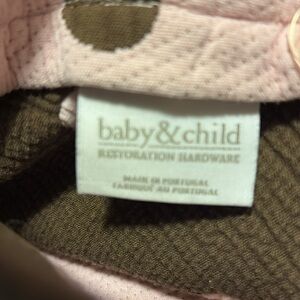 baby&child
RESTORATION HARDWARE
MADE IN PORTUGAL
FABRIQUÉ AU PORTUGAL